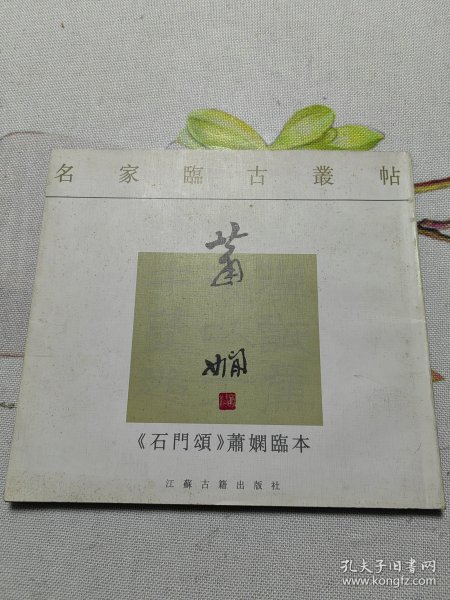 名家臨古叢帖
蕭
嫻
《石門頌》蕭嫻臨本
江蘇古籍出版社
孔夫子旧书网
www.kongfz.com